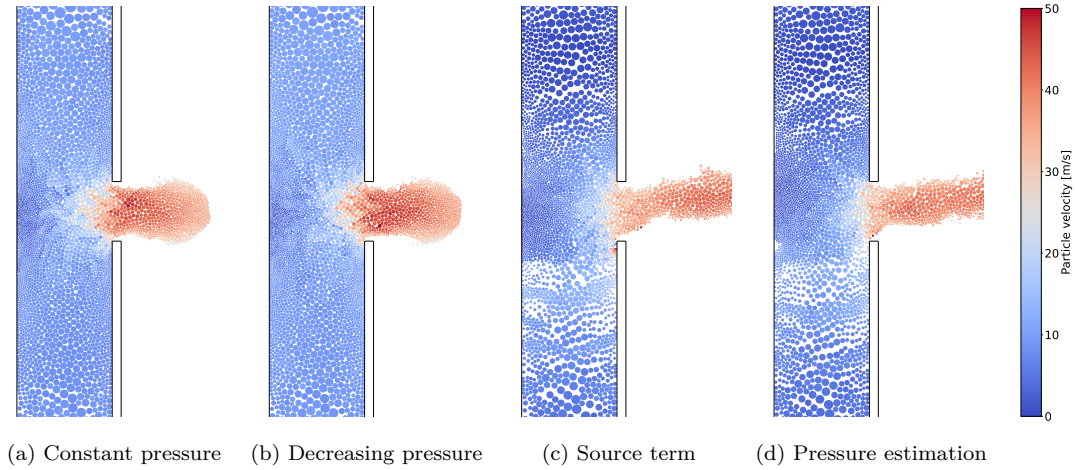 50
40
30
20
10
0
Particle velocity [m/s]
(a) Constant pressure
(b) Decreasing pressure
(c) Source term
(d) Pressure estimation